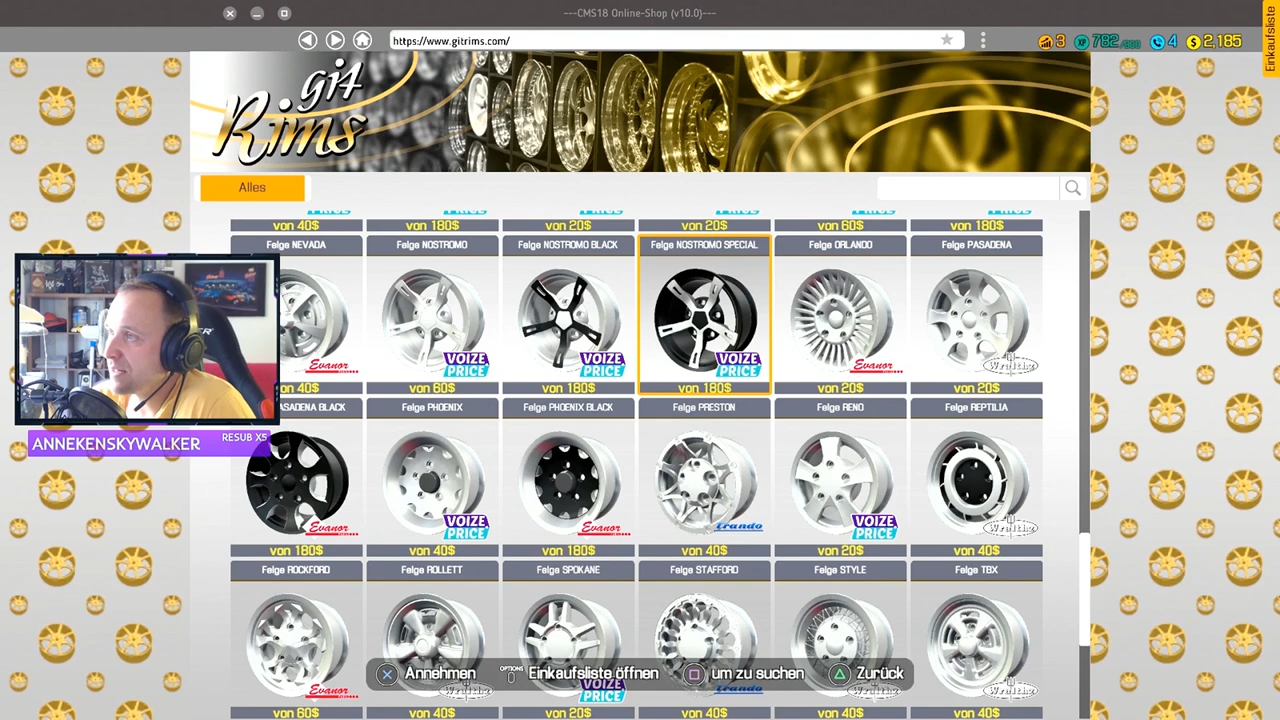 ---CMS18 Online-Shop (v10.0)---
https://www.gitrims.com/
3
782
4
2,185
Einkaufsliste
git
Rims
Alles
von 40$ von 180$ von 20$ von 20$ von 60$ von 180$
Felge NEVADA Felge NOSTROMO Felge NOSTROMO BLACK Felge NOSTROMO SPECIAL Felge ORLANDO Felge PASADENA
Evanor VOIZE PRICE VOIZE PRICE VOIZE PRICE Evanor
on 40$ von 60$ von 180$ von 180$ von 20$ von 20$
ASADENA BLACK Felge PHOENIX Felge PHOENIX BLACK Felge PRESTON Felge RENO Felge REPTILIA
ANNEKENSKYWALKER RESUB X5
Evanor VOIZE PRICE Evanor VOIZE PRICE
von 180$ von 40$ von 180$ von 40$ von 20$ von 40$
Felge ROCKFORD Felge ROLLETT Felge SPOKANE Felge STAFFORD Felge STYLE Felge TBX
Annehmen OPTIONS Einkaufsliste öffnen um zu suchen Zurück
Evanor VOIZE PRICE
von 60$ von 40$ von 20$ von 40$ von 40$ von 40$